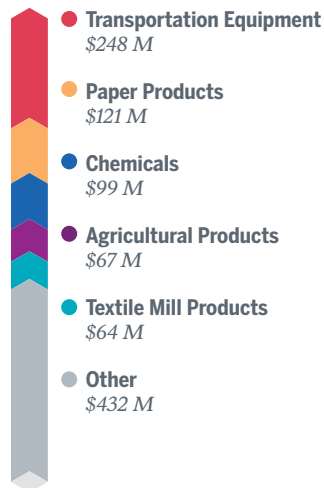 Transportation Equipment
$248 M
Paper Products
$121 M
Chemicals
$99 M
Agricultural Products
$67 M
Textile Mill Products
$64 M
Other
$432 M